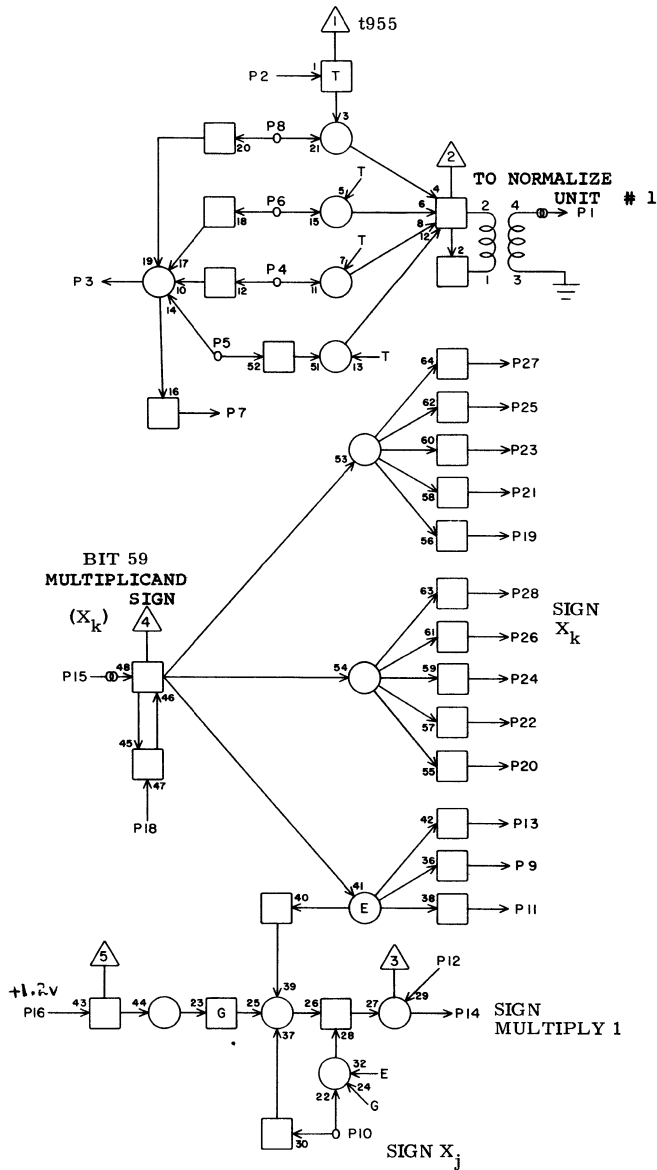 1 t955
1
P2 T
3
P8
20 21
2
TO NORMALIZE
UNIT # 1
4
5 T
P6
18 15
6
2 4
P1
8
12
7 T
19 17
P3
10
P4
12 11
2
1 3
14
P5
52 51 13 T
16
P7
64 P27
62 P25
53 60 P23
58 P21
56 P19
BIT 59
MULTIPLICAND
SIGN
(Xk)
4
63 P28
SIGN
Xk
61 P26
P15 48 54 59 P24
46
57 P22
45
47
55 P20
P18
42 P13
41
36 P9
40 E 38 P11
5 3
39 P12
+1.2v
P16 43 44 23 G 25 26 27 29 P14
SIGN
MULTIPLY 1
37 28
32 E
24
22 G
30 P10
SIGN Xj